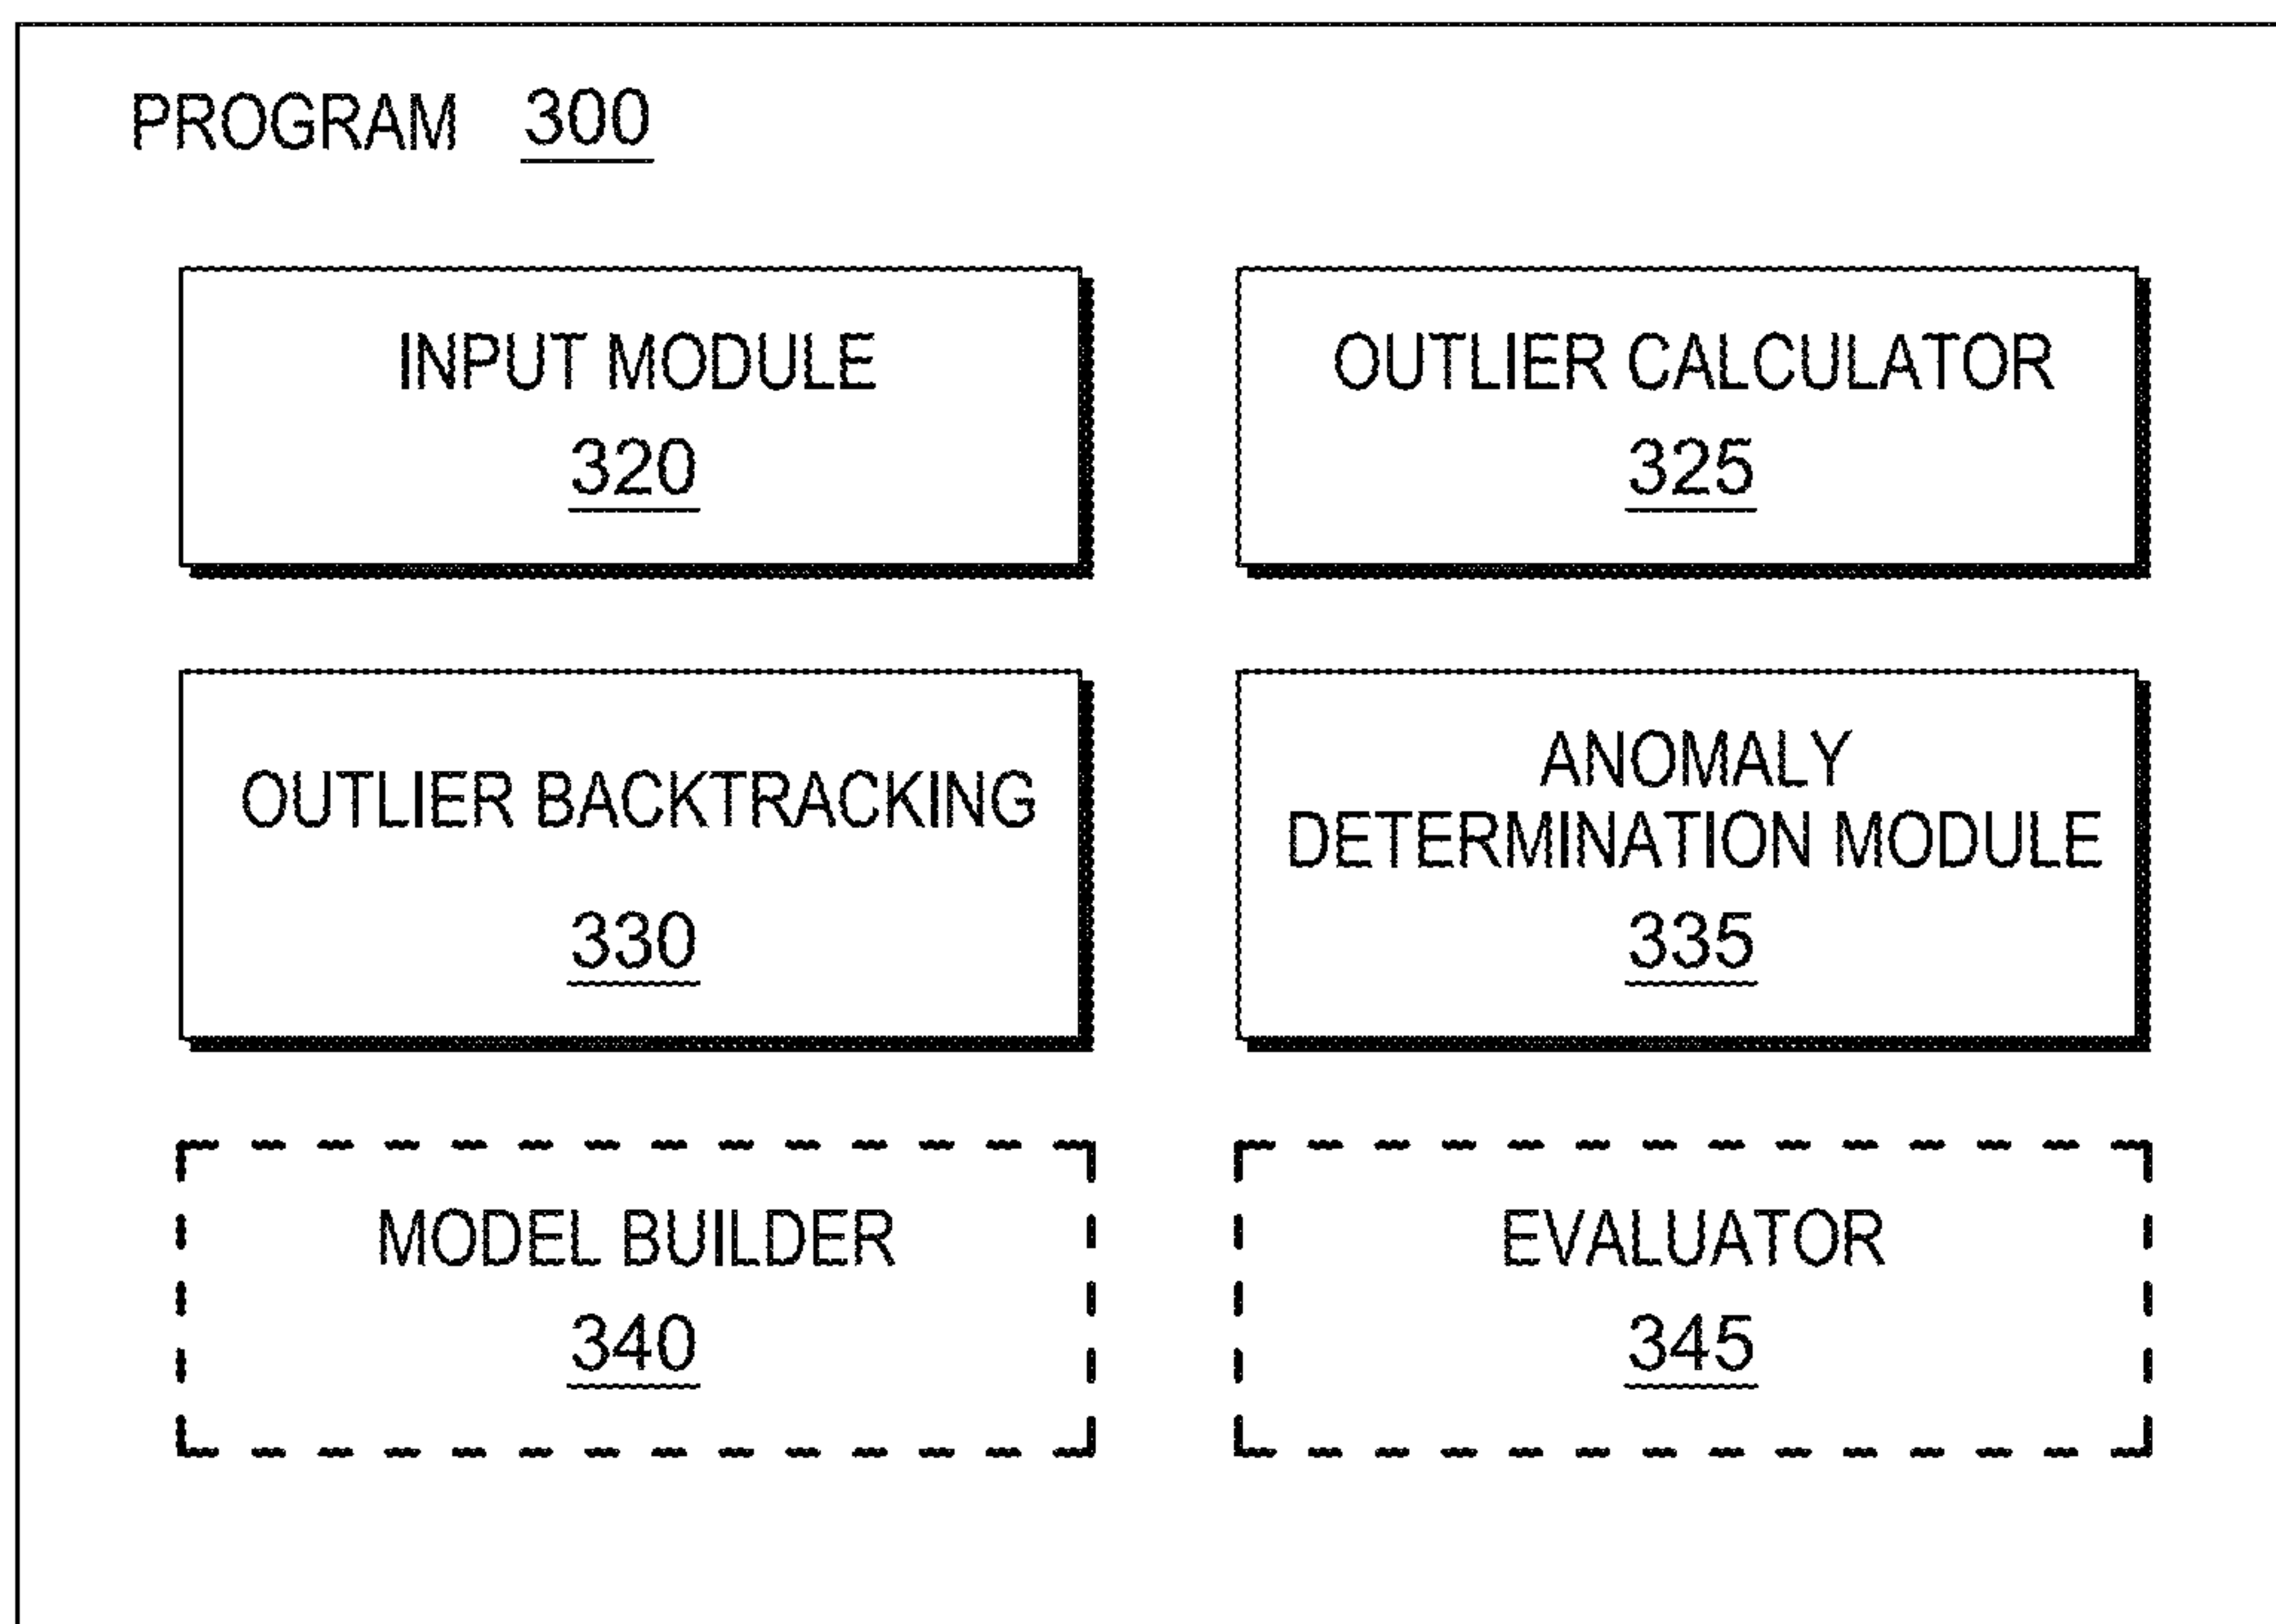 PROGRAM 300
INPUT MODULE
320
OUTLIER CALCULATOR
325
OUTLIER BACKTRACKING
330
ANOMALY
DETERMINATION MODULE
335
MODEL BUILDER
340
EVALUATOR
345